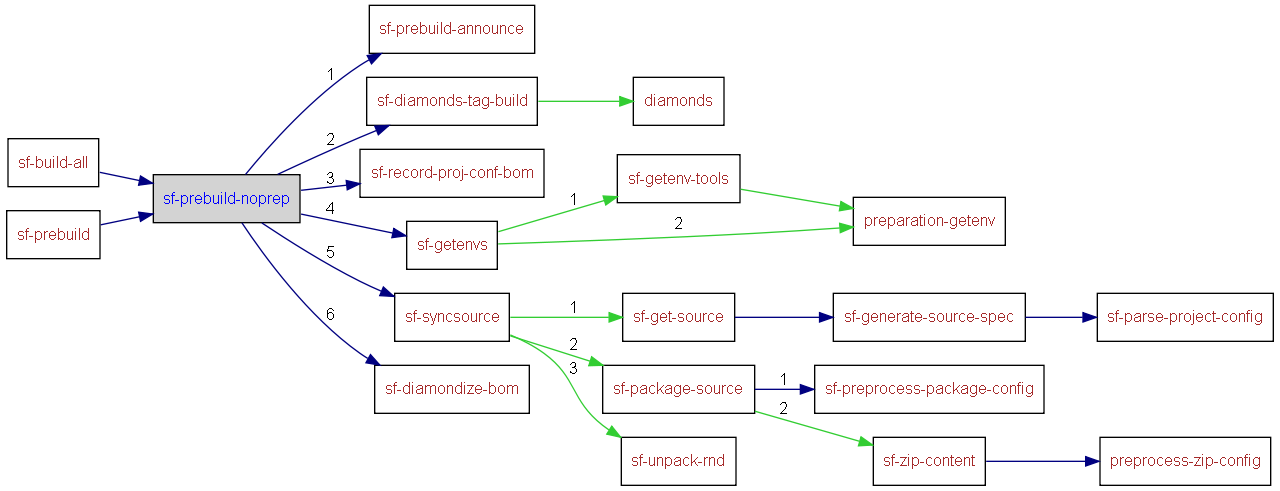 sf-prebuild-announce
1
sf-diamonds-tag-build
diamonds
2
sf-build-all
sf-record-proj-conf-bom
3
sf-getenv-tools
sf-prebuild-noprep
1
4
2
preparation-getenv
sf-prebuild
sf-getenvs
5
6
1
sf-syncsource
sf-get-source
sf-generate-source-spec
sf-parse-project-config
2
3
sf-diamondize-bom
sf-package-source
1
sf-preprocess-package-config
2
sf-unpack-rnd
sf-zip-content
preprocess-zip-config